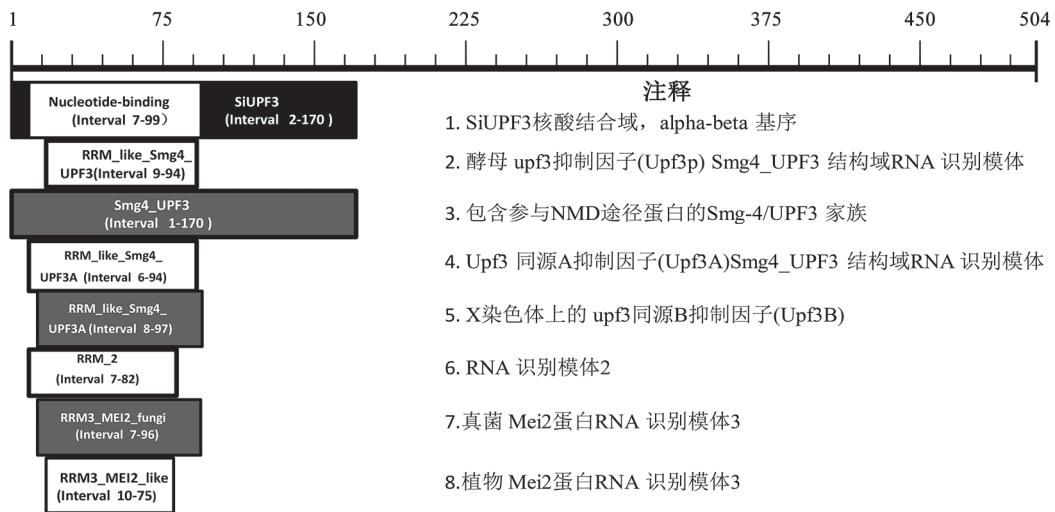 1 75 150 225 300 375 450 504
注释
Nucleotide-binding
(Interval 7-99）
SiUPF3
(Interval 2-170 )
1. SiUPF3核酸结合域，alpha-beta 基序
RRM_like_Smg4_
UPF3(Interval 9-94)
2. 酵母 upf3抑制因子(Upf3p) Smg4_UPF3 结构域RNA 识别模体
Smg4_UPF3
(Interval 1-170 )
3. 包含参与NMD途径蛋白的Smg-4/UPF3 家族
RRM_like_Smg4_
UPF3A (Interval 6-94)
4. Upf3 同源A抑制因子(Upf3A)Smg4_UPF3 结构域RNA 识别模体
RRM_like_Smg4_
UPF3A (Interval 8-97)
5. X染色体上的 upf3同源B抑制因子(Upf3B)
RRM_2
(Interval 7-82)
6. RNA 识别模体2
RRM3_MEI2_fungi
(Interval 7-96)
7.真菌 Mei2蛋白RNA 识别模体3
RRM3_MEI2_like
(Interval 10-75)
8.植物 Mei2蛋白RNA 识别模体3